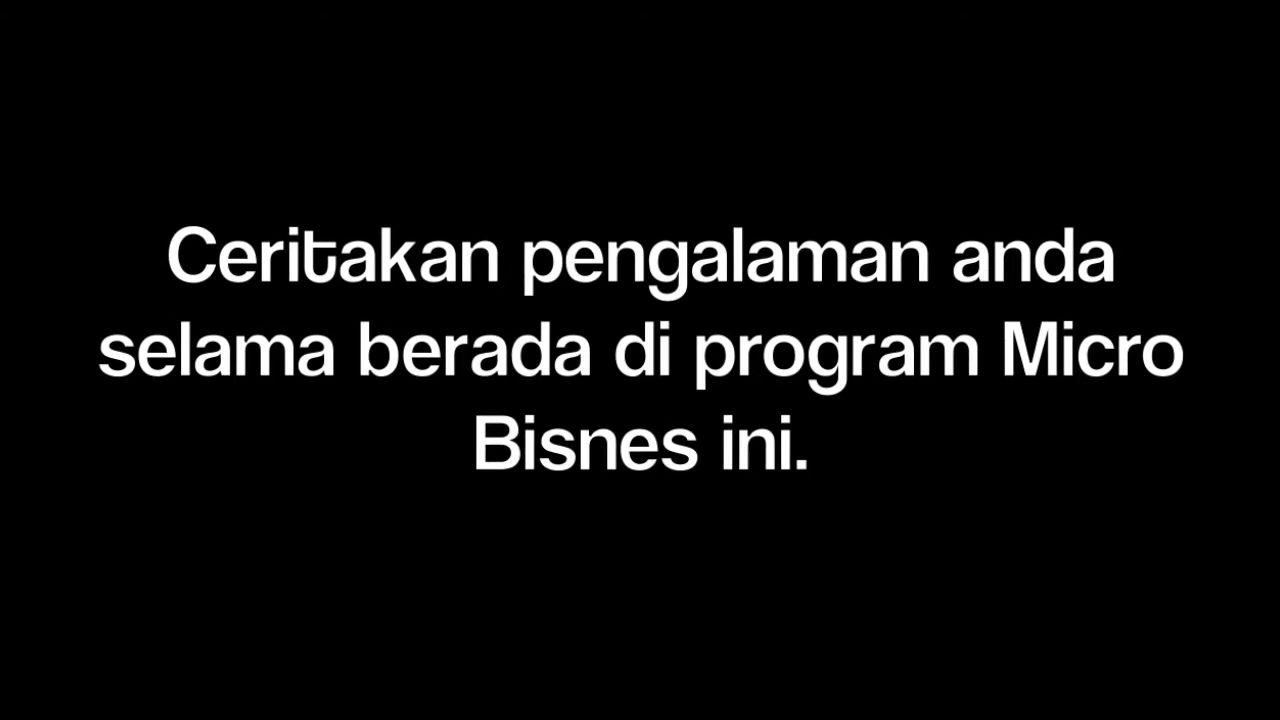 Ceritakan pengalaman anda
selama berada di program Micro
Bisnes ini.